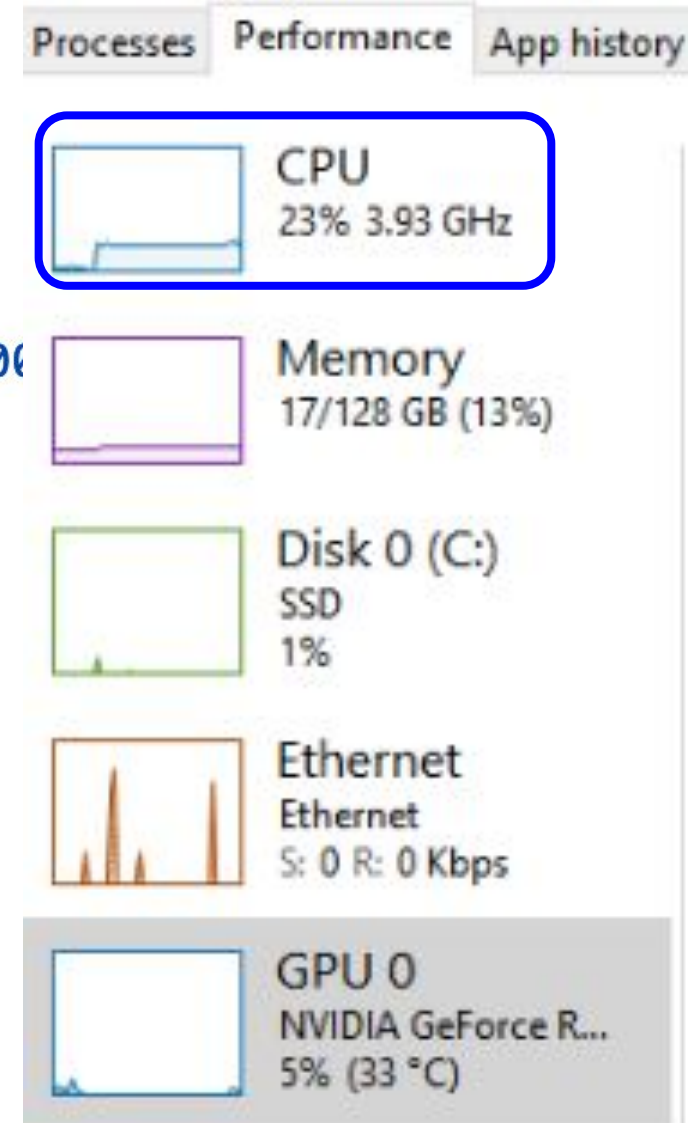 Processes Performance App history
CPU
23% 3.93 GHz
Memory
17/128 GB (13%)
Disk 0 (C:)
SSD
1%
Ethernet
Ethernet
S: 0 R: 0 Kbps
GPU 0
NVIDIA GeForce R...
5% (33 °C)